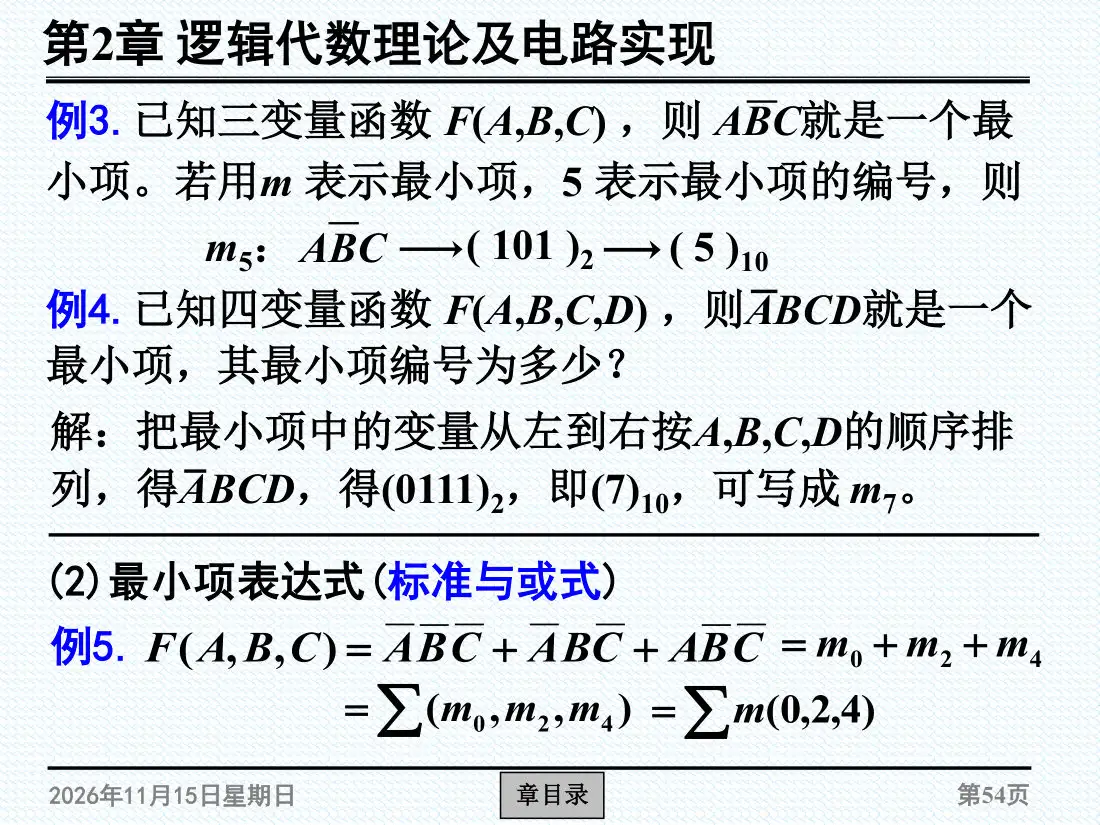 第2章 逻辑代数理论及电路实现
例3. 已知三变量函数 F(A,B,C) ，则 AB̅C就是一个最
小项。若用m 表示最小项，5 表示最小项的编号，则
m₅： AB̅C ⟶( 101 )₂ ⟶ ( 5 )₁₀
例4. 已知四变量函数 F(A,B,C,D) ，则A̅BCD就是一个
最小项，其最小项编号为多少？
解：把最小项中的变量从左到右按A,B,C,D的顺序排
列，得A̅BCD，得(0111)₂，即(7)₁₀，可写成 m₇。
(2)最小项表达式(标准与或式)
例5. F(A,B,C) = A̅B̅C̅ + A̅BC̅ + AB̅C̅ = m₀ + m₂ + m₄
= ∑(m₀,m₂,m₄) = ∑m(0,2,4)
2026年11月15日星期日 章目录 第54页